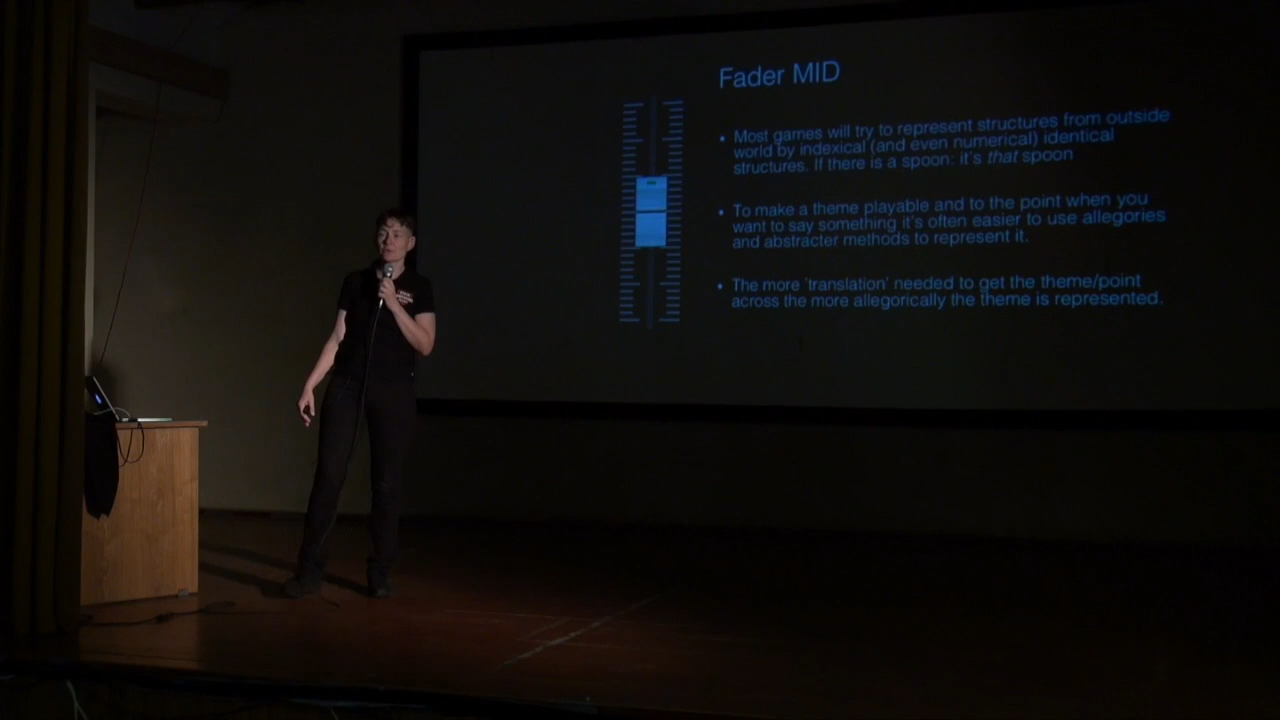 Fader MID
• Most games will try to represent structures from outside
world by indexical (and even numerical) identical
structures. If there is a spoon: it's that spoon
• To make a theme playable and to the point when you
want to say something it's often easier to use allegories
and abstracter methods to represent it.
• The more 'translation' needed to get the theme/point
across the more allegorically the theme is represented.